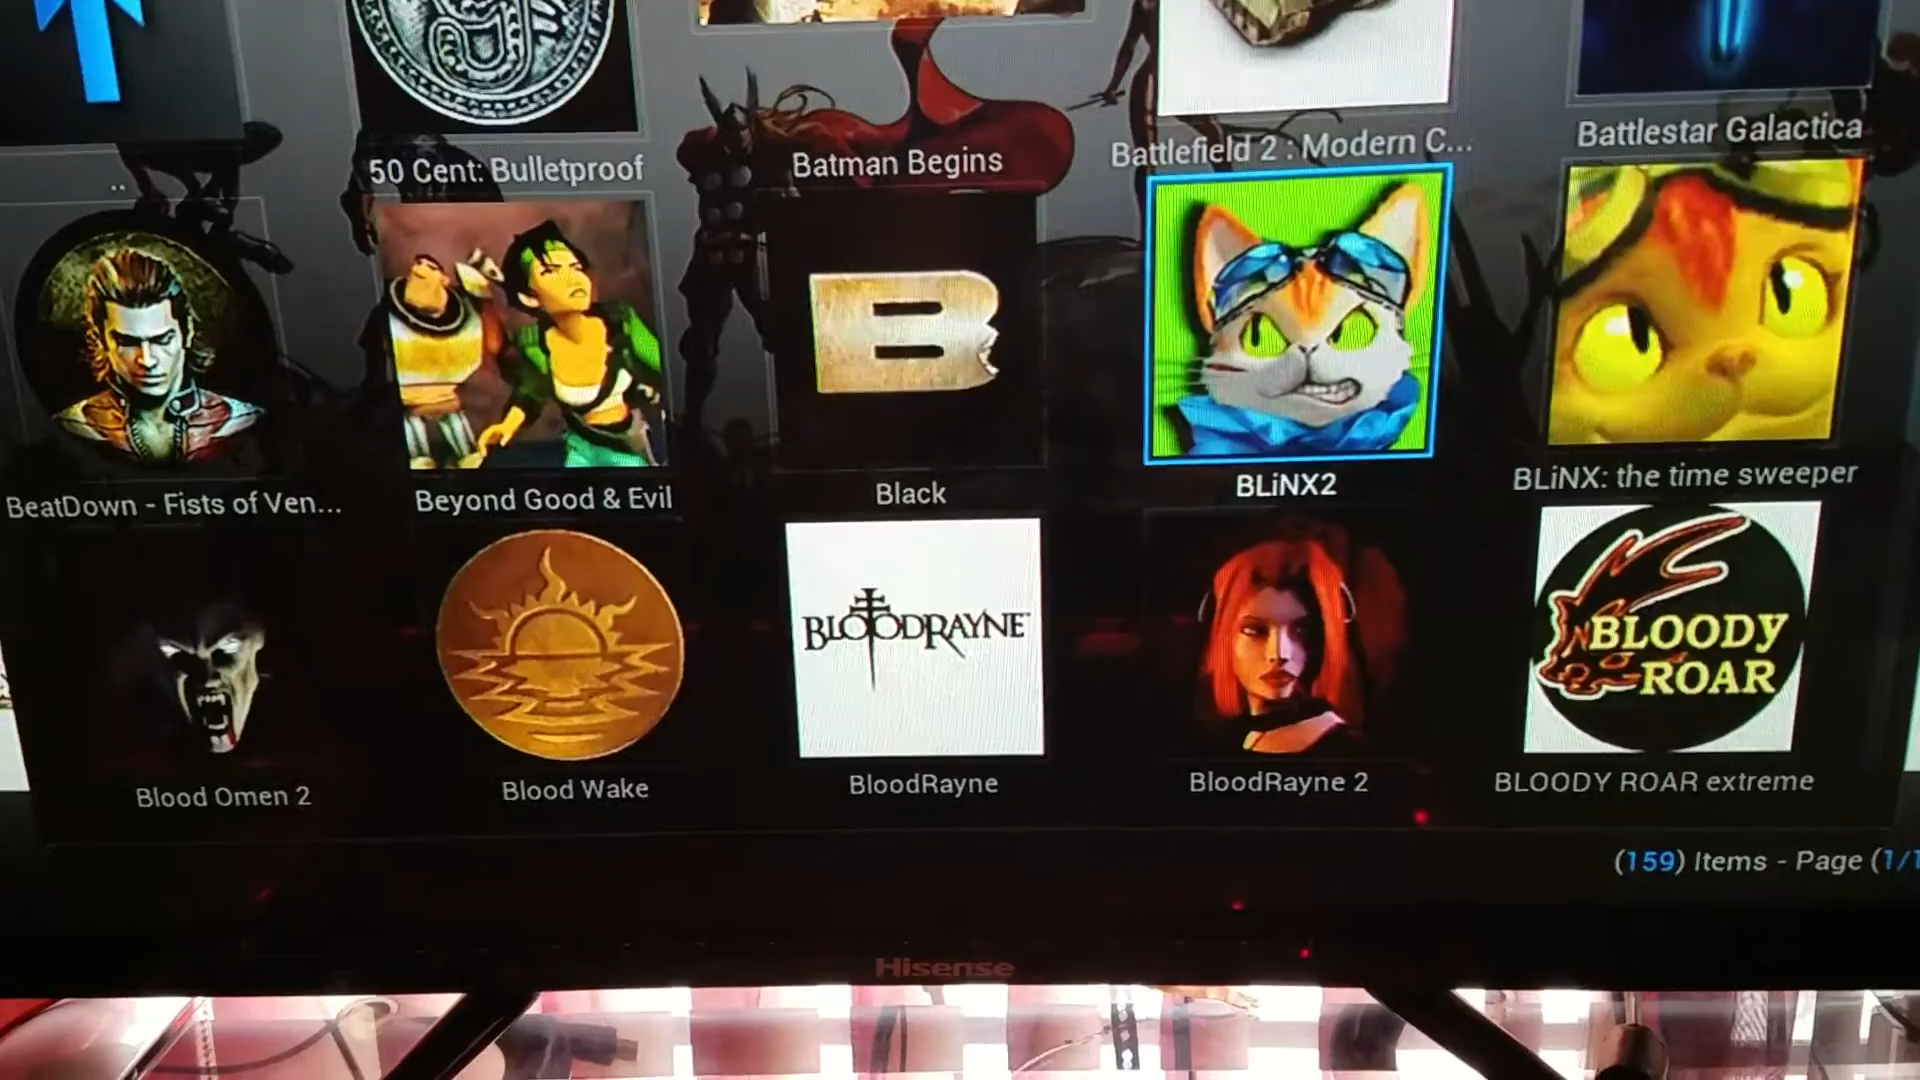 ..
50 Cent: Bulletproof
Batman Begins
Battlefield 2 : Modern C...
Battlestar Galactica
B
BeatDown - Fists of Ven...
Beyond Good & Evil
Black
BLiNX2
BLiNX: the time sweeper
BLOODRAYNE
BLOODY
ROAR
Blood Omen 2
Blood Wake
BloodRayne
BloodRayne 2
BLOODY ROAR extreme
(159) Items - Page (1/1
Hisense